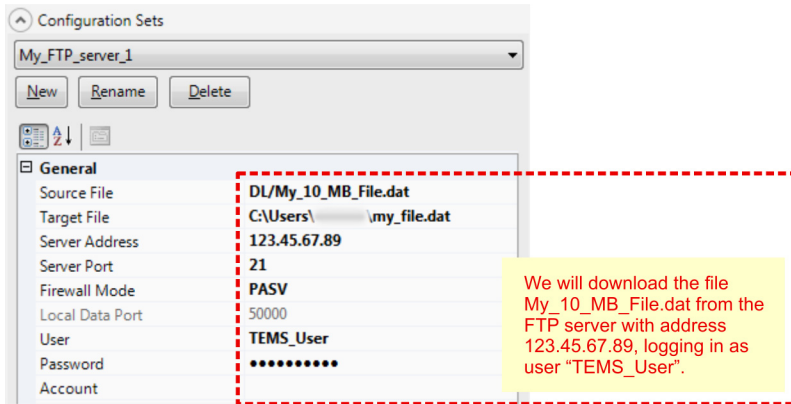 Configuration Sets
My_FTP_server_1
New Rename Delete
A Z
General
Source File DL/My_10_MB_File.dat
Target File C:\Users\ \my_file.dat
Server Address 123.45.67.89
Server Port 21
Firewall Mode PASV
Local Data Port 50000
User TEMS_User
Password ●●●●●●●●●●
Account
We will download the file
My_10_MB_File.dat from the
FTP server with address
123.45.67.89, logging in as
user “TEMS_User”.